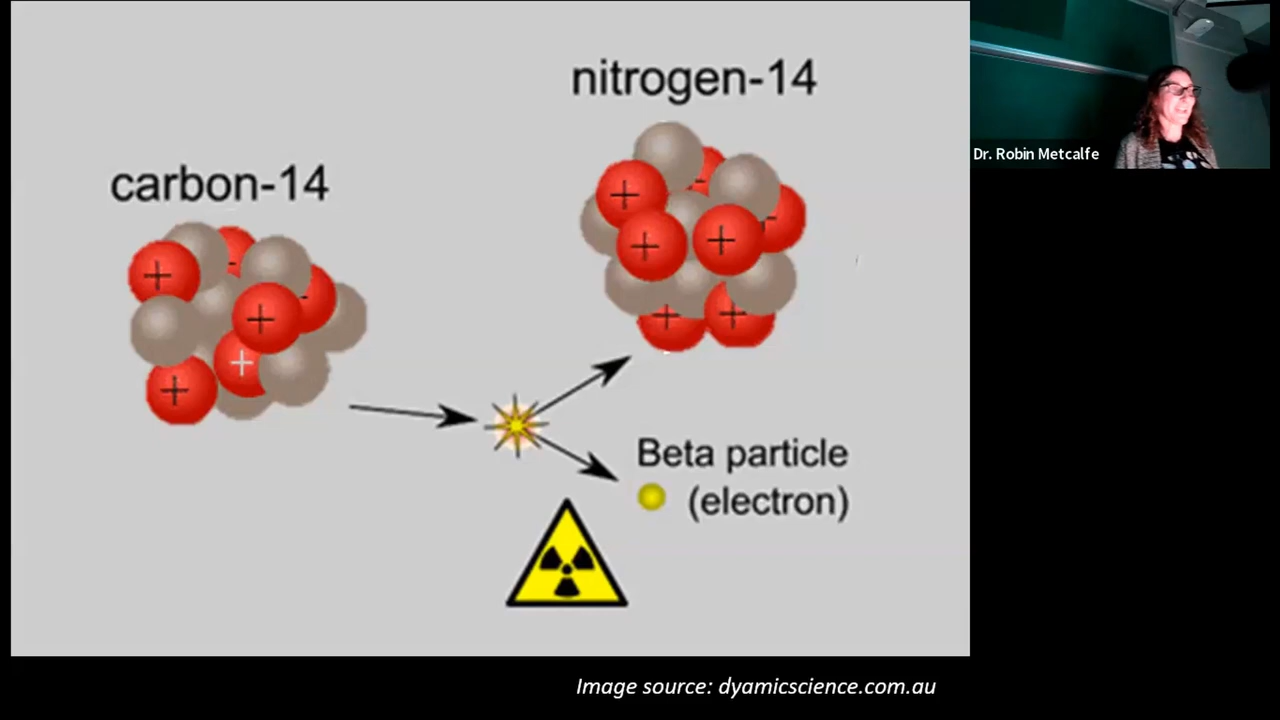 nitrogen-14
carbon-14
Beta particle
(electron)
Dr. Robin Metcalfe
Image source: dyamicscience.com.au